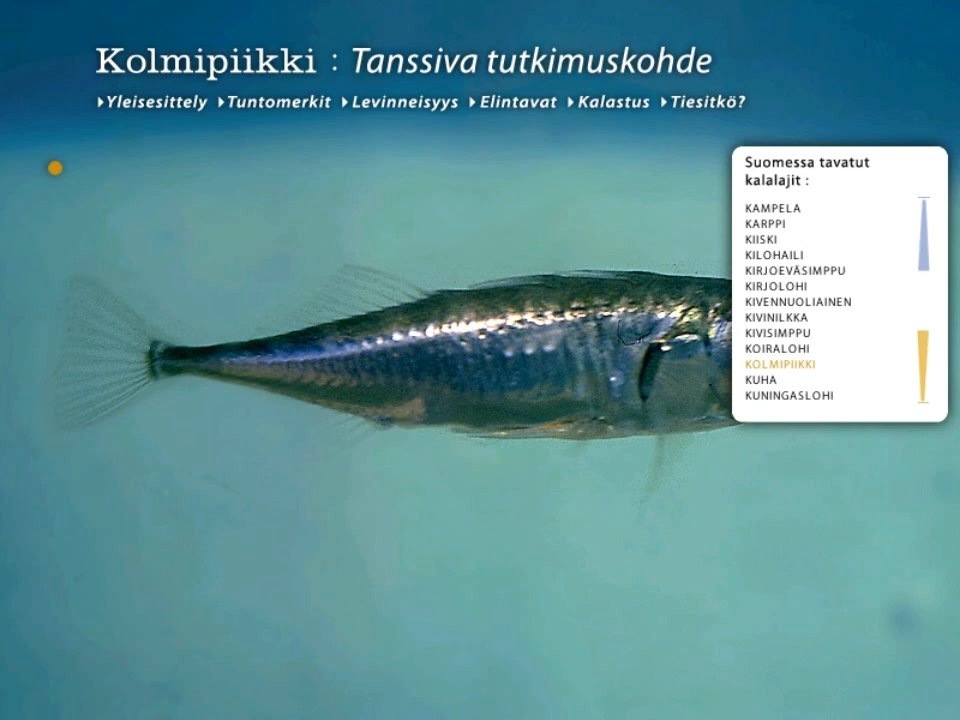 Kolmipiikki : Tanssiva tutkimuskohde
Yleisesittely Tuntomerkit Levinneisyys Elintavat Kalastus Tiesitkö?
Suomessa tavatut
kalalajit :
KAMPELA
KARPPI
KIISKI
KILOHAILI
KIRJOEVÄSIMPPU
KIRJOLOHI
KIVENNUOLIAINEN
KIVINILKKA
KIVISIMPPU
KOIRALOHI
KOLMIPIIKKI
KUHA
KUNINGASLOHI